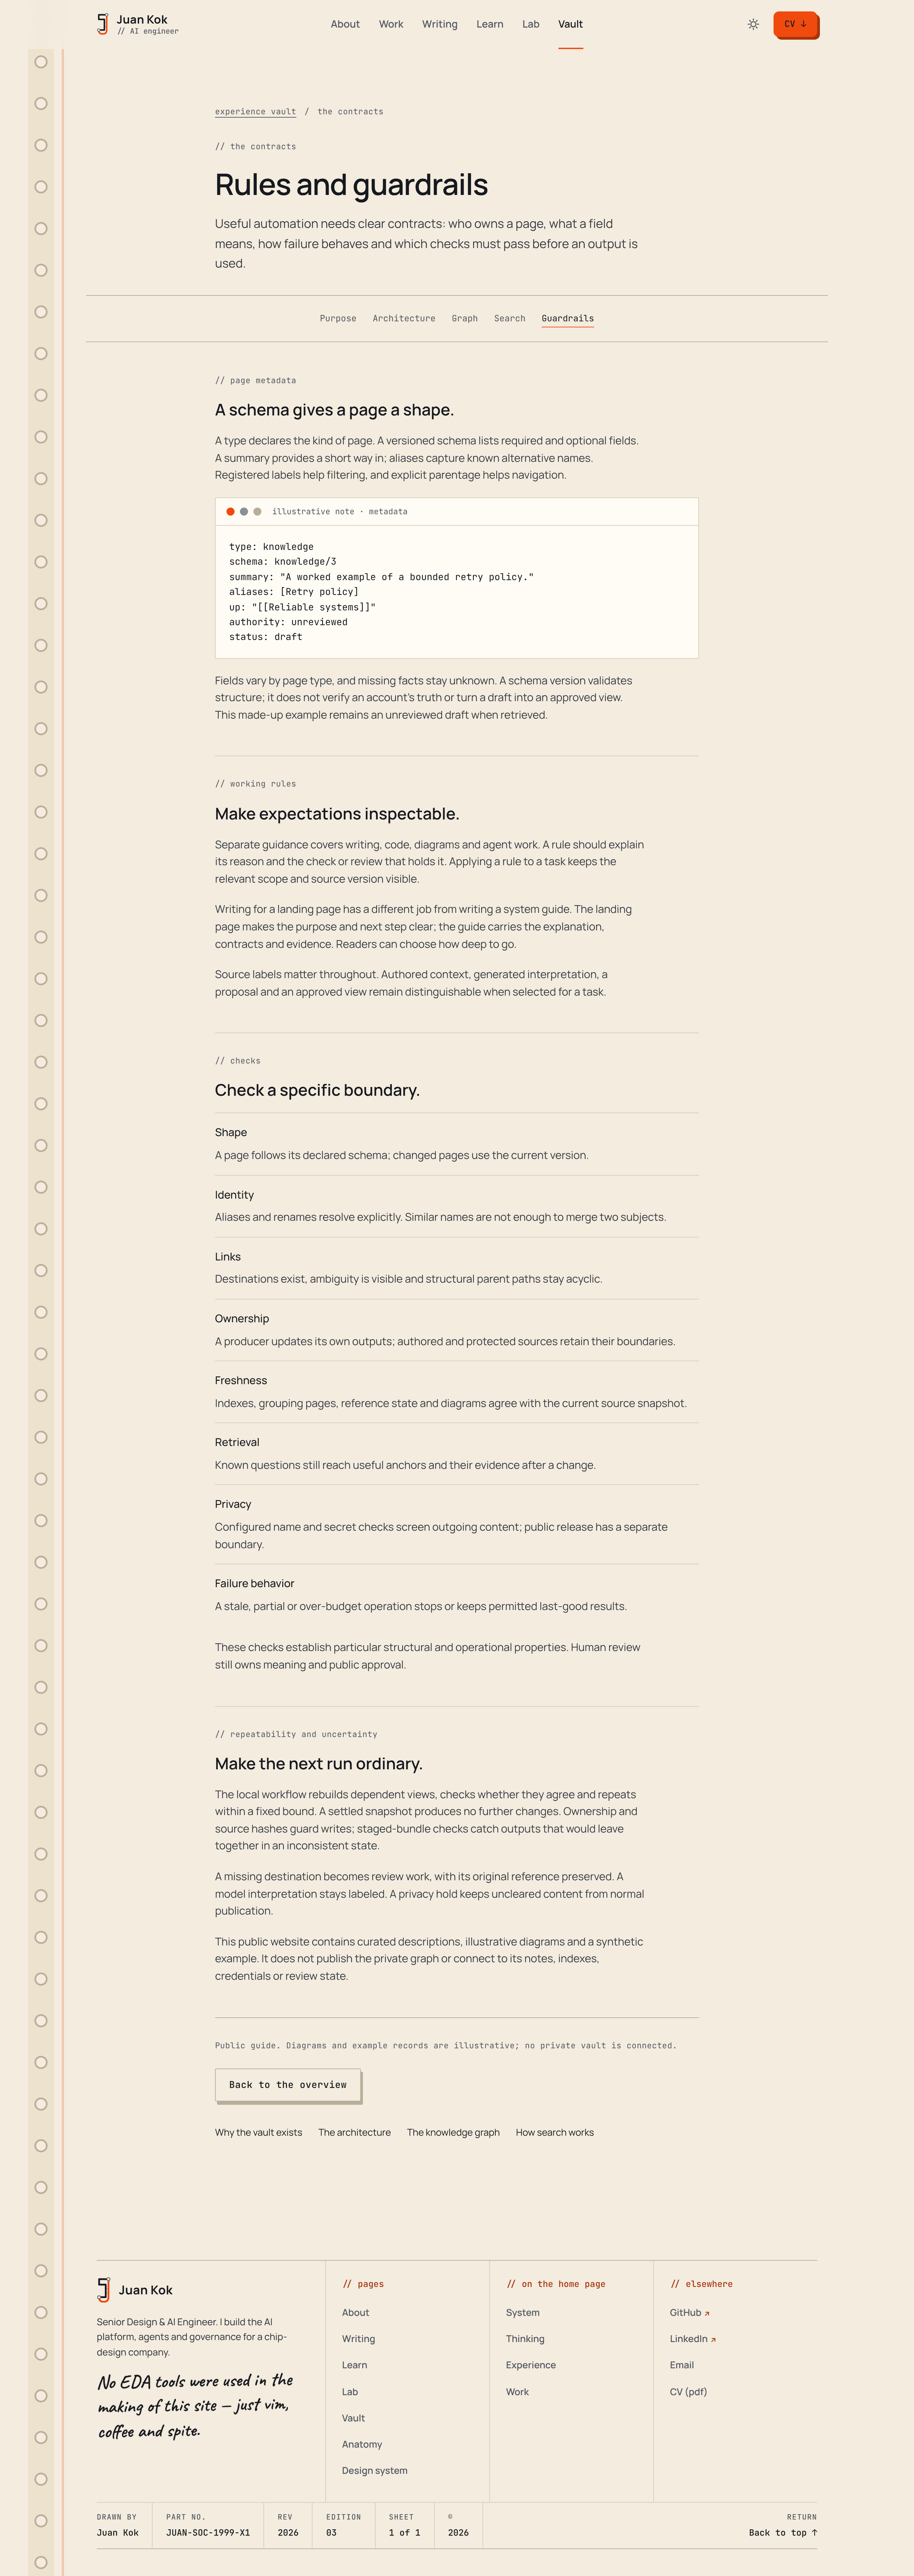 Juan Kok
// AI engineer
About Work Writing Learn Lab Vault
CV ↓
experience vault / the contracts
// the contracts
Rules and guardrails
Useful automation needs clear contracts: who owns a page, what a field
means, how failure behaves and which checks must pass before an output is
used.
Purpose Architecture Graph Search Guardrails
// page metadata
A schema gives a page a shape.
A type declares the kind of page. A versioned schema lists required and optional fields.
A summary provides a short way in; aliases capture known alternative names.
Registered labels help filtering, and explicit parentage helps navigation.
illustrative note · metadata
type: knowledge
schema: knowledge/3
summary: "A worked example of a bounded retry policy."
aliases: [Retry policy]
up: "[[Reliable systems]]"
authority: unreviewed
status: draft
Fields vary by page type, and missing facts stay unknown. A schema version validates
structure; it does not verify an account's truth or turn a draft into an approved view.
This made-up example remains an unreviewed draft when retrieved.
// working rules
Make expectations inspectable.
Separate guidance covers writing, code, diagrams and agent work. A rule should explain
its reason and the check or review that holds it. Applying a rule to a task keeps the
relevant scope and source version visible.
Writing for a landing page has a different job from writing a system guide. The landing
page makes the purpose and next step clear; the guide carries the explanation,
contracts and evidence. Readers can choose how deep to go.
Source labels matter throughout. Authored context, generated interpretation, a
proposal and an approved view remain distinguishable when selected for a task.
// checks
Check a specific boundary.
Shape
A page follows its declared schema; changed pages use the current version.
Identity
Aliases and renames resolve explicitly. Similar names are not enough to merge two subjects.
Links
Destinations exist, ambiguity is visible and structural parent paths stay acyclic.
Ownership
A producer updates its own outputs; authored and protected sources retain their boundaries.
Freshness
Indexes, grouping pages, reference state and diagrams agree with the current source snapshot.
Retrieval
Known questions still reach useful anchors and their evidence after a change.
Privacy
Configured name and secret checks screen outgoing content; public release has a separate
boundary.
Failure behavior
A stale, partial or over-budget operation stops or keeps permitted last-good results.
These checks establish particular structural and operational properties. Human review
still owns meaning and public approval.
// repeatability and uncertainty
Make the next run ordinary.
The local workflow rebuilds dependent views, checks whether they agree and repeats
within a fixed bound. A settled snapshot produces no further changes. Ownership and
source hashes guard writes; staged-bundle checks catch outputs that would leave
together in an inconsistent state.
A missing destination becomes review work, with its original reference preserved. A
model interpretation stays labeled. A privacy hold keeps uncleared content from normal
publication.
This public website contains curated descriptions, illustrative diagrams and a synthetic
example. It does not publish the private graph or connect to its notes, indexes,
credentials or review state.
Public guide. Diagrams and example records are illustrative; no private vault is connected.
Back to the overview
Why the vault exists The architecture The knowledge graph How search works
Juan Kok
Senior Design & AI Engineer. I build the AI
platform, agents and governance for a chip-
design company.
No EDA tools were used in the
making of this site — just vim,
coffee and spite.
// pages
About
Writing
Learn
Lab
Vault
Anatomy
Design system
// on the home page
System
Thinking
Experience
Work
// elsewhere
GitHub ↗
LinkedIn ↗
Email
CV (pdf)
DRAWN BY PART NO. REV EDITION SHEET © RETURN
Juan Kok JUAN-SOC-1999-X1 2026 03 1 of 1 2026 Back to top ↑